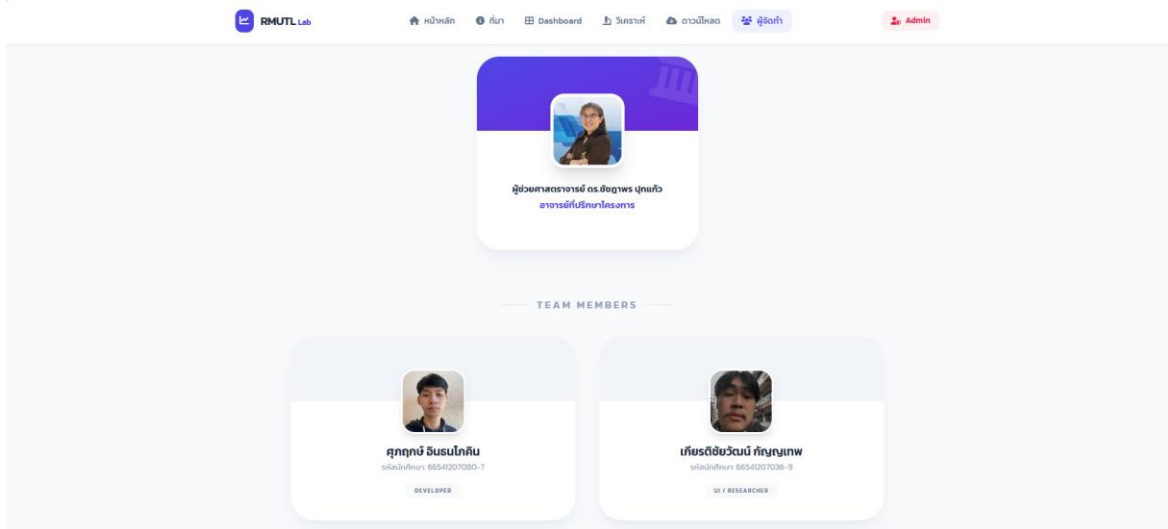 RMUTL Lab
หน้าหลัก
ที่มา
Dashboard
วิเคราะห์
ดาวน์โหลด
ผู้จัดทำ
Admin
ผู้ช่วยศาสตราจารย์ ดร.ชัชฎาพร ปุกแก้ว
อาจารย์ที่ปรึกษาโครงการ
TEAM MEMBERS
ศุภฤกษ์ อินธนโภคิน
รหัสนักศึกษา: 66541207080-7
DEVELOPER
เกียรติชัยวัฒน์ กัญญเทพ
รหัสนักศึกษา: 66541207036-9
UI / RESEARCHER